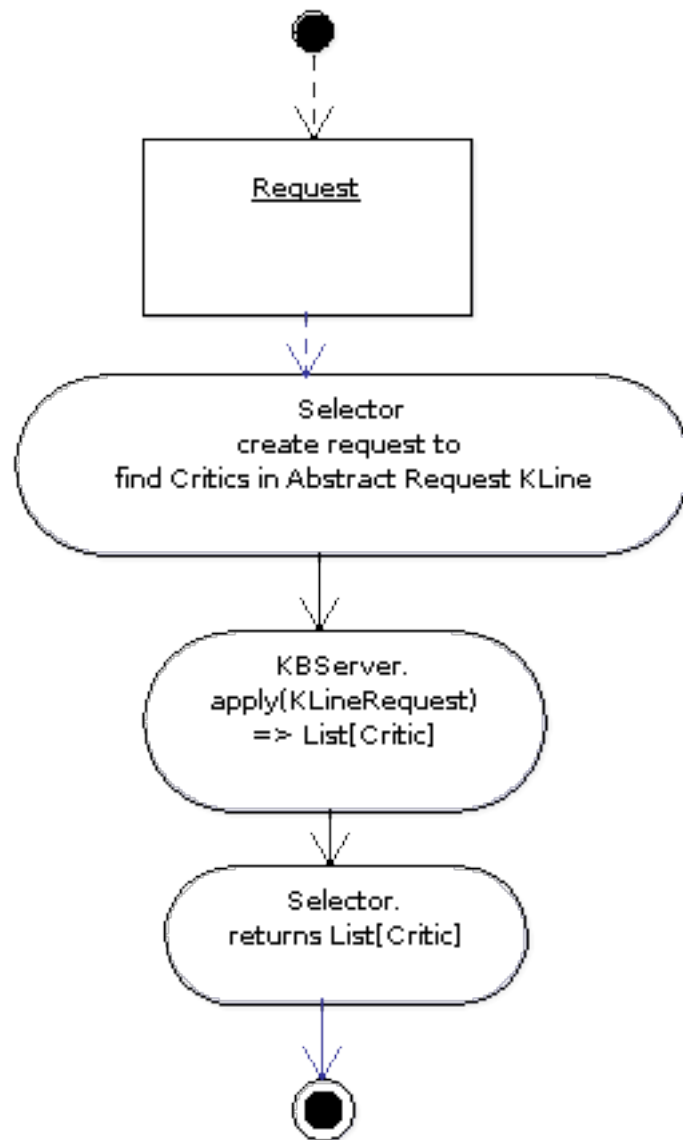 Request
Selector
create request to
find Critics in Abstract Request KLine
KBServer.
apply(KLineRequest)
=> List[Critic]
Selector.
returns List[Critic]